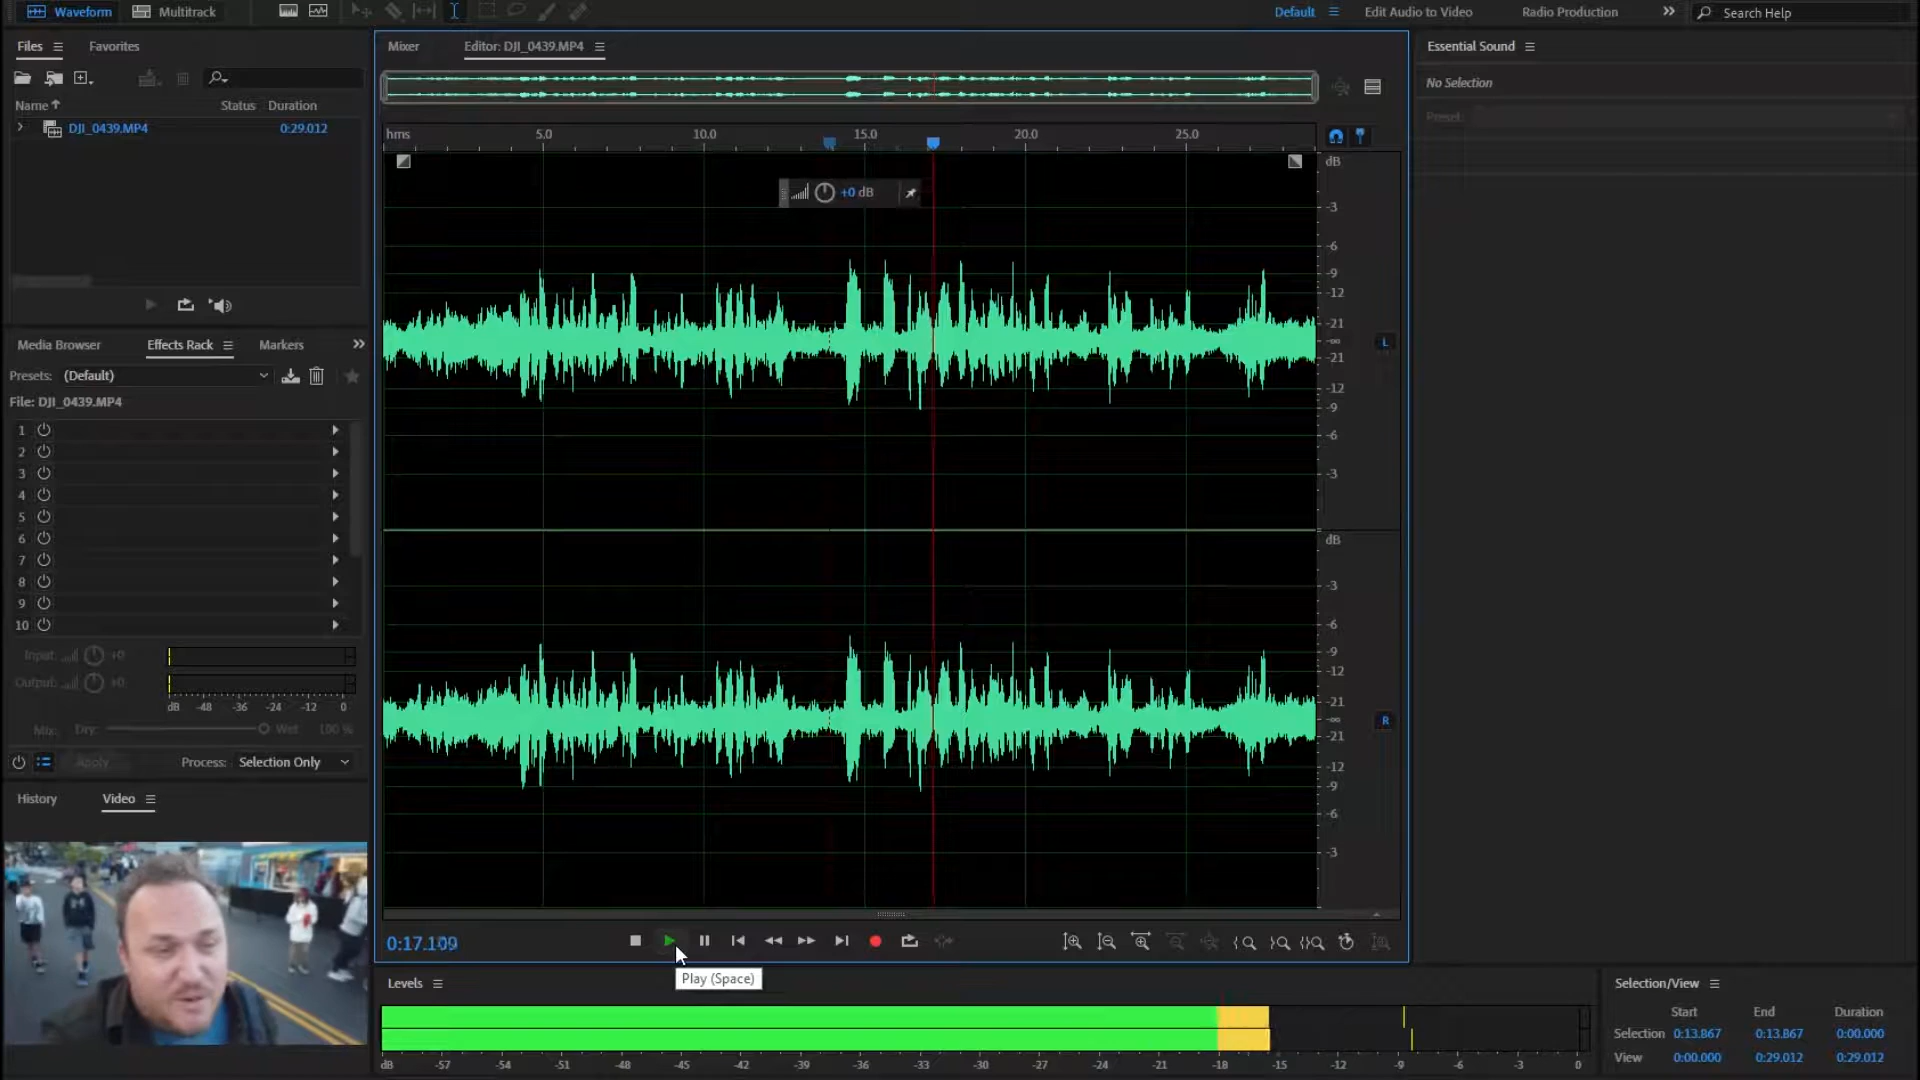 Waveform Multitrack Default Edit Audio to Video Radio Production Search Help
Files Favorites
Name Status Duration
DJI_0439.MP4 0:29.012
Media Browser Effects Rack Markers
Presets: (Default)
File: DJI_0439.MP4
1
2
3
4
5
6
7
8
9
10
Input: +0
Output: +0
dB -48 -36 -24 -12 0
Mix: Dry Wet 100 %
Apply Process: Selection Only
History Video
Mixer Editor: DJI_0439.MP4
hms 5.0 10.0 15.0 20.0 25.0
+0 dB
dB
-3
-6
-9
-12
-21
-∞
-21
-12
-9
-6
-3
L
dB
-3
-6
-9
-12
-21
-∞
-21
-12
-9
-6
-3
R
0:17.109
Play (Space)
Levels
dB -57 -54 -51 -48 -45 -42 -39 -36 -33 -30 -27 -24 -21 -18 -15 -12 -9 -6 -3 0
Essential Sound
No Selection
Preset:
Selection/View
Start End Duration
Selection 0:13.867 0:13.867 0:00.000
View 0:00.000 0:29.012 0:29.012